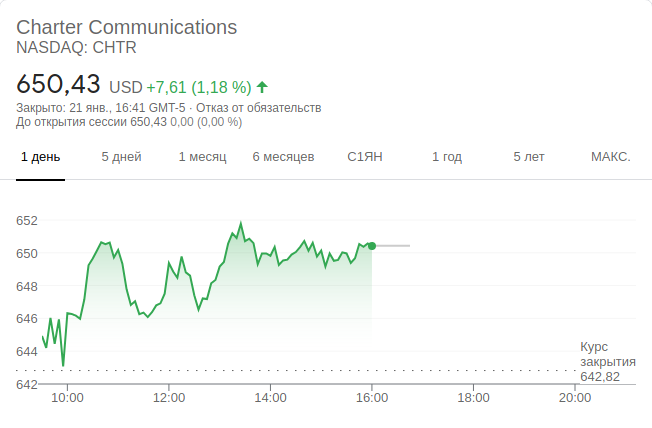 Charter Communications
NASDAQ: CHTR
650,43 USD +7,61 (1,18 %)
Закрыто: 21 янв., 16:41 GMT-5 · Отказ от обязательств
До открытия сессии 650,43 0,00 (0,00 %)
1 день 5 дней 1 месяц 6 месяцев С1ЯН 1 год 5 лет МАКС.
652
650
648
646
644
Курс
закрытия
642,82
642
10:00 12:00 14:00 16:00 18:00 20:00